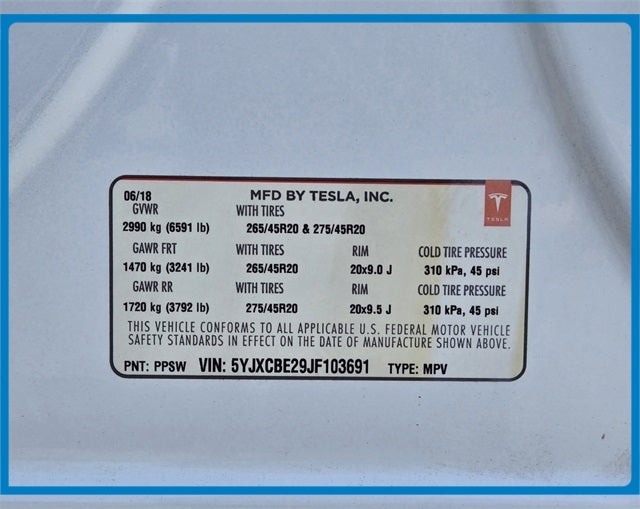 06/18 MFD BY TESLA, INC.
GVWR WITH TIRES
2990 kg (6591 lb) 265/45R20 & 275/45R20
TESLA
GAWR FRT WITH TIRES RIM COLD TIRE PRESSURE
1470 kg (3241 lb) 265/45R20 20x9.0 J 310 kPa, 45 psi
GAWR RR WITH TIRES RIM COLD TIRE PRESSURE
1720 kg (3792 lb) 275/45R20 20x9.5 J 310 kPa, 45 psi
THIS VEHICLE CONFORMS TO ALL APPLICABLE U.S. FEDERAL MOTOR VEHICLE
SAFETY STANDARDS IN EFFECT ON THE DATE OF MANUFACTURE SHOWN ABOVE.
PNT: PPSW VIN: 5YJXCBE29JF103691 TYPE: MPV